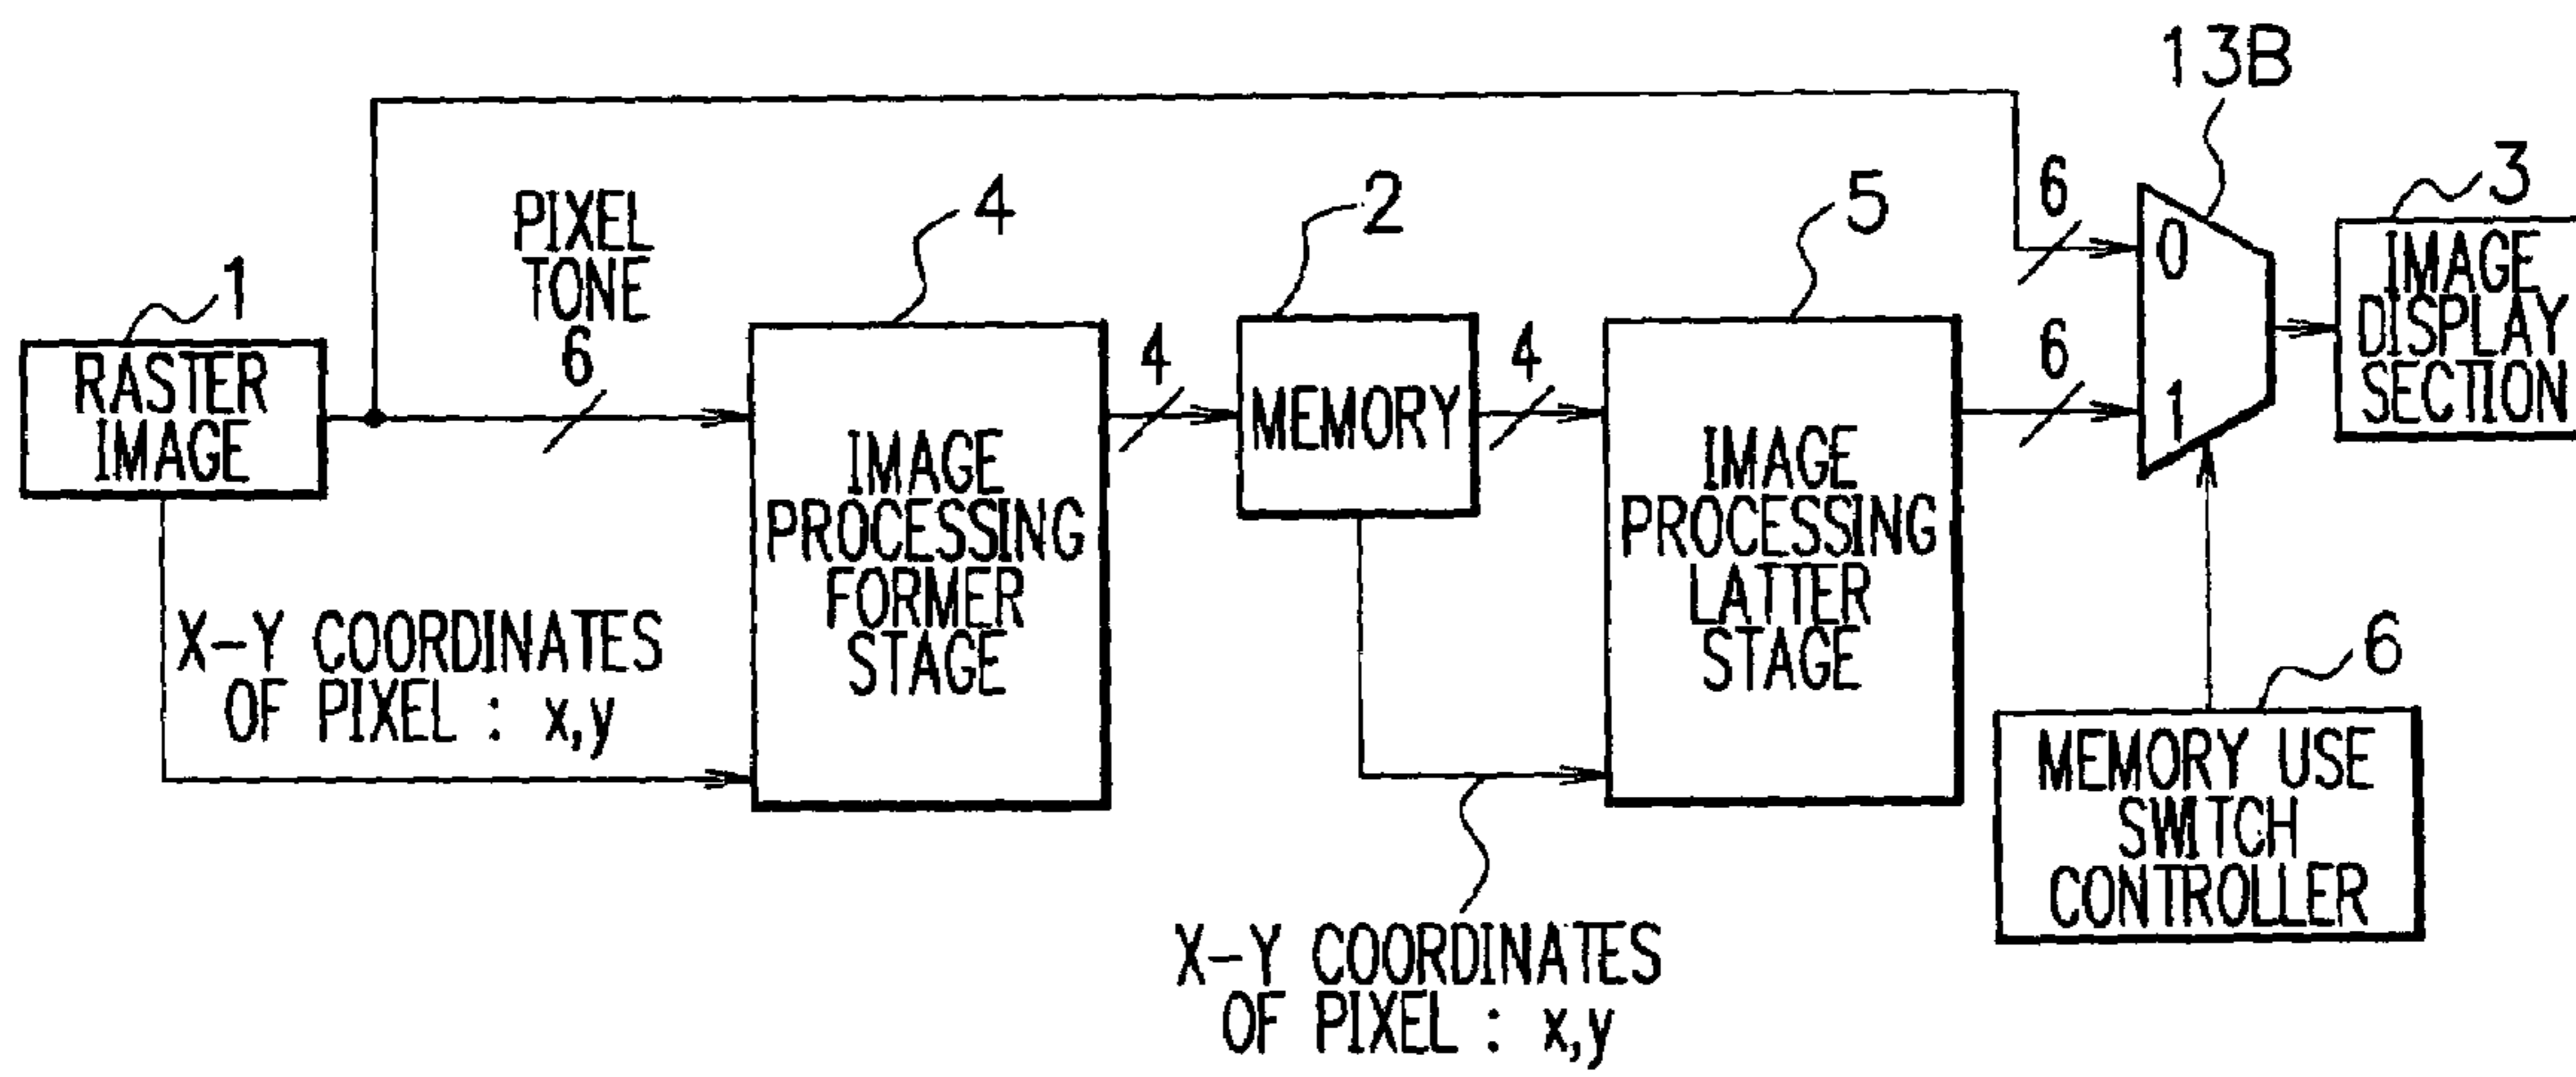 13B
6
0
3
IMAGE
DISPLAY
SECTION
PIXEL
TONE
6
4
2
5
1
RASTER
IMAGE
4
MEMORY
4
6
1
IMAGE
PROCESSING
FORMER
STAGE
IMAGE
PROCESSING
LATTER
STAGE
X-Y COORDINATES
OF PIXEL : x,y
6
MEMORY USE
SWITCH
CONTROLLER
X-Y COORDINATES
OF PIXEL : x,y